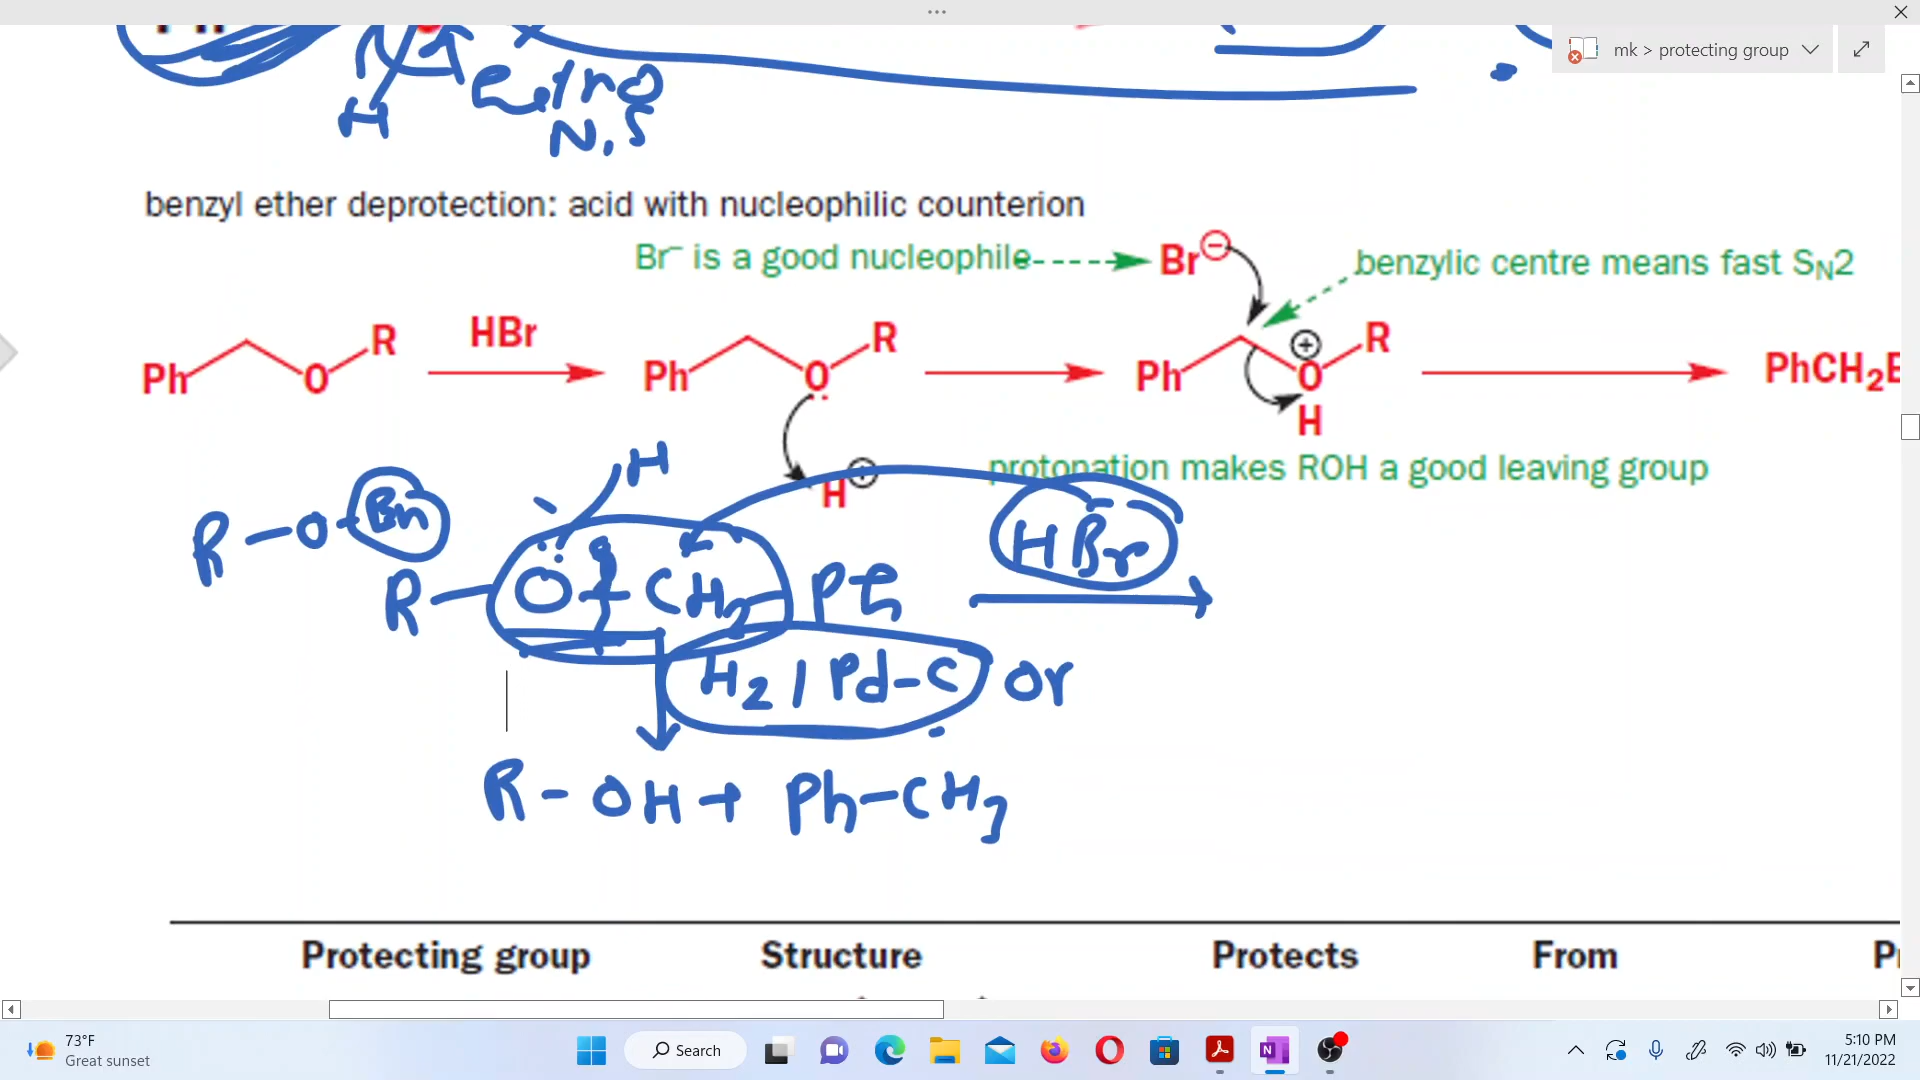 mk > protecting group
H
N, S
benzyl ether deprotection: acid with nucleophilic counterion
Br⁻ is a good nucleophile
Br⊖
benzylic centre means fast SN2
Ph O R
HBr
Ph O R
Ph O⊕ R
H
PhCH₂
H⊕
protonation makes ROH a good leaving group
H
R-O-Bn
HBr
R-O-CH₂-Ph
H₂/Pd-C or
R-OH + Ph-CH₃
Protecting group Structure Protects From
73°F
Great sunset
Search
5:10 PM
11/21/2022